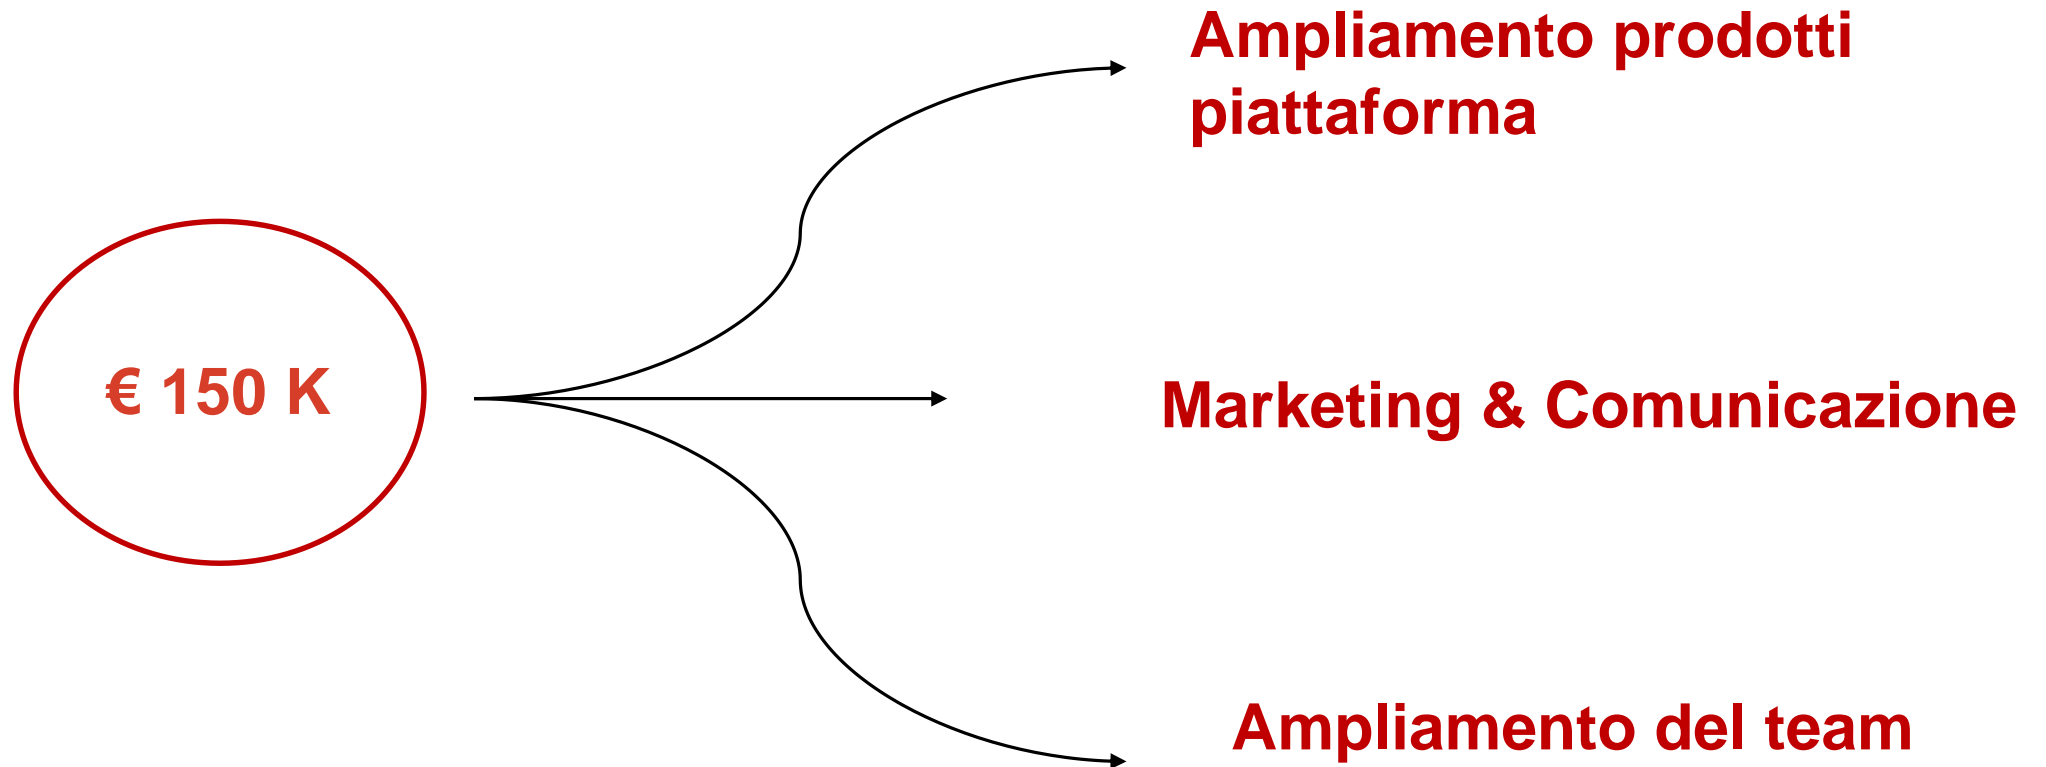 Ampliamento prodotti
piattaforma
€ 150 K
Marketing & Comunicazione
Ampliamento del team